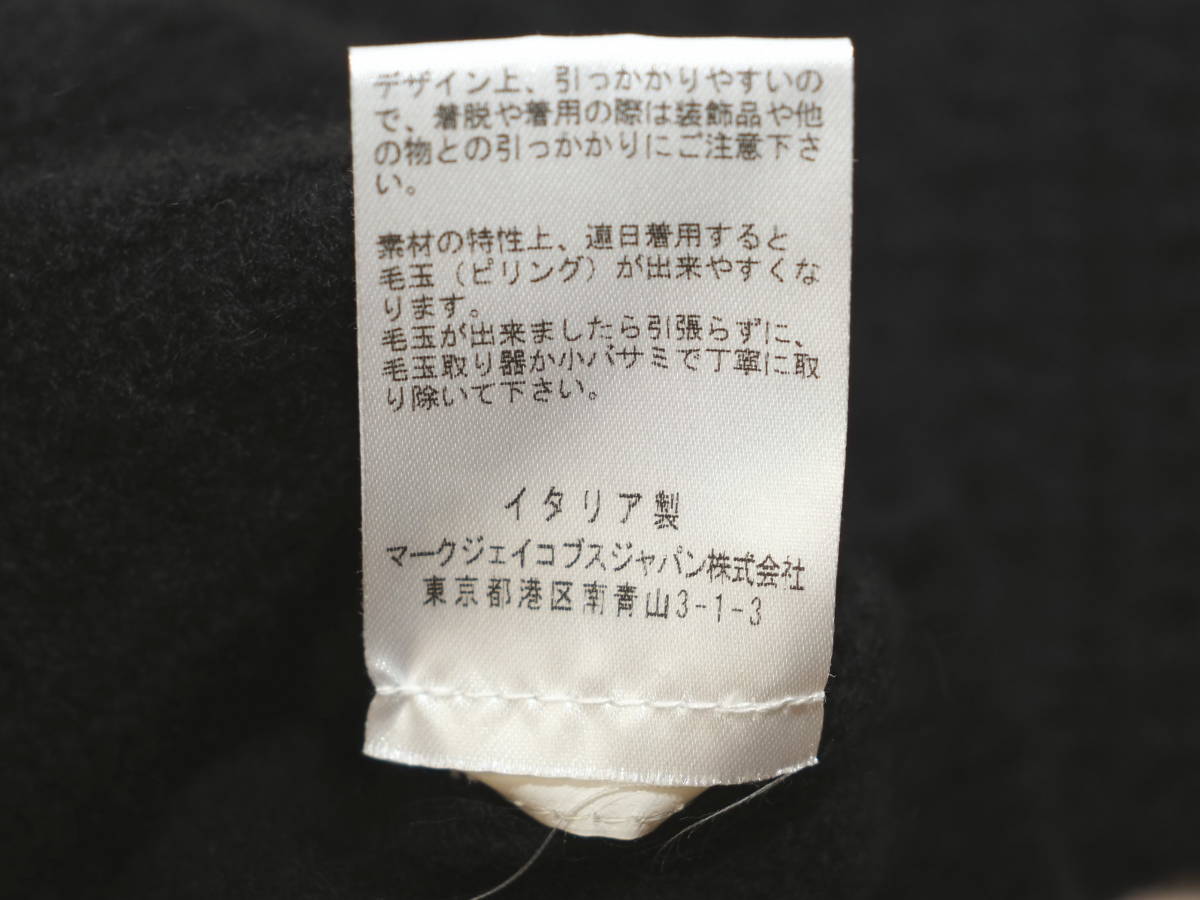 デザイン上、引っかかりやすいの
で、着脱や着用の際は装飾品や他
の物との引っかかりにご注意下さ
い。
素材の特性上、連日着用すると
毛玉（ピリング）が出来やすくな
ります。
毛玉が出来ましたら引張らずに、
毛玉取り器か小バサミで丁寧に取
り除いて下さい。
イタリア製
マークジェイコブスジャパン株式会社
東京都港区南青山3-1-3